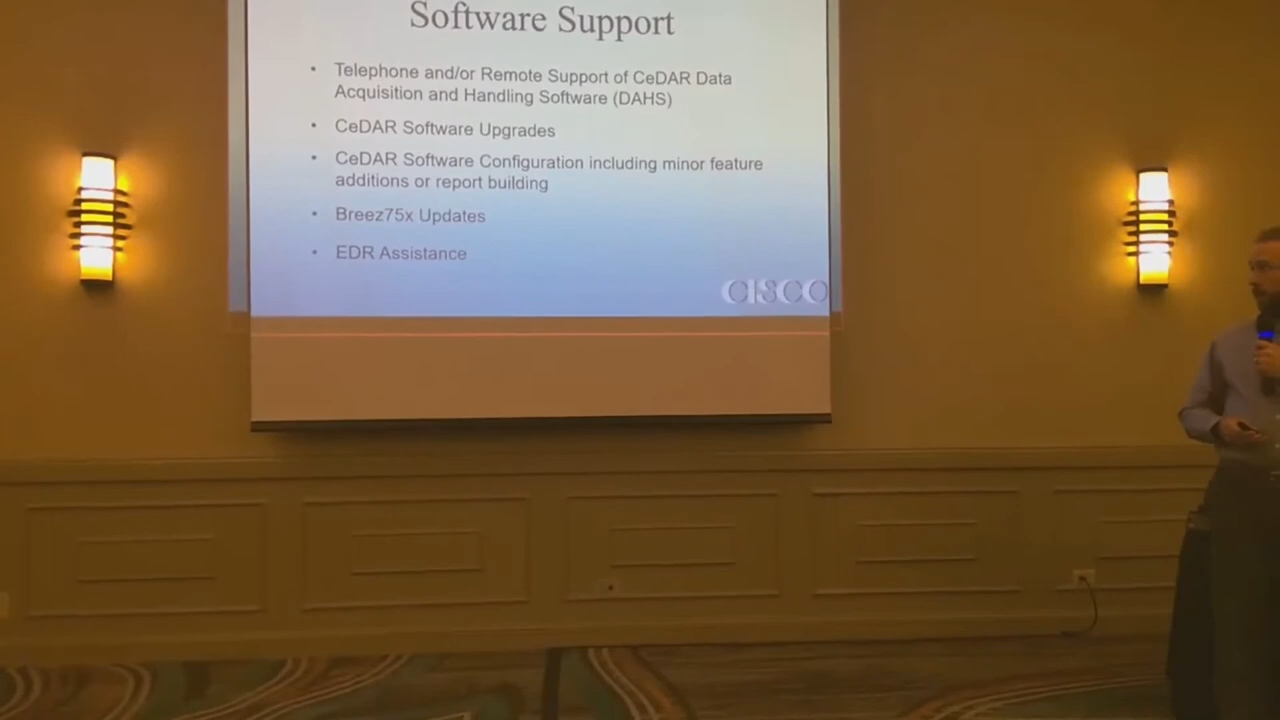 Software Support
• Telephone and/or Remote Support of CeDAR Data
Acquisition and Handling Software (DAHS)
• CeDAR Software Upgrades
• CeDAR Software Configuration including minor feature
additions or report building
• Breez75x Updates
• EDR Assistance
CISCO